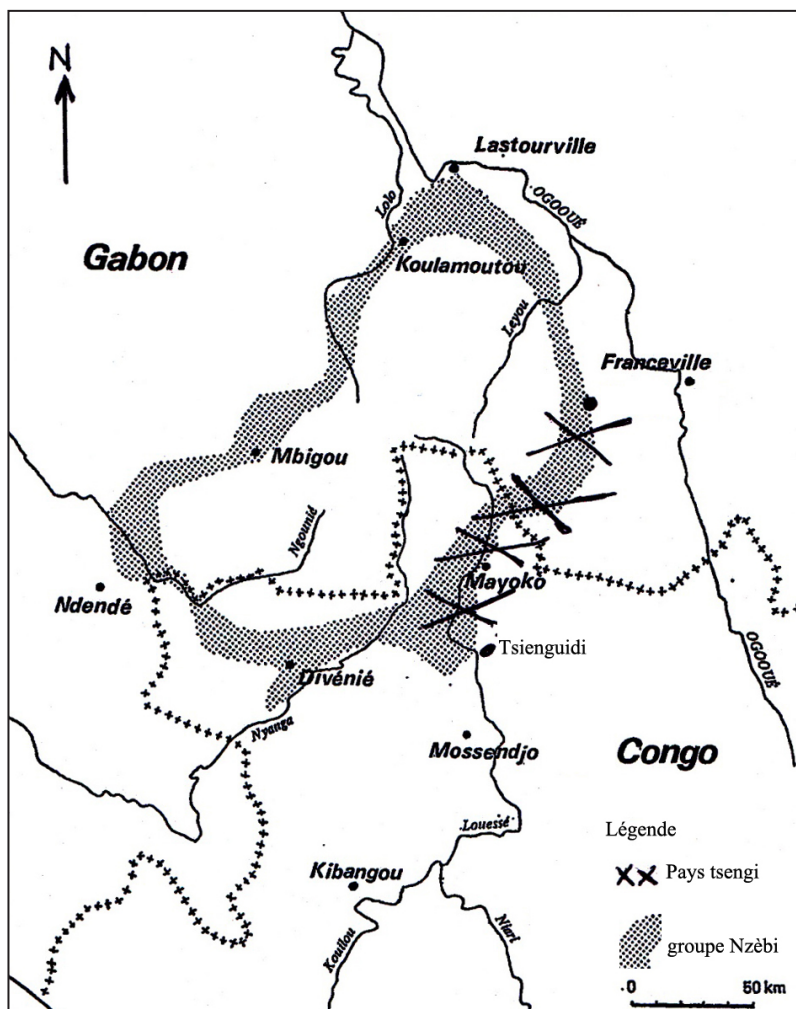 N
Lastourville
OGOOUÉ
Lolo
Gabon
Koulamoutou
Leyou
Franceville
Mbigou
Ngounié
Mayoko
Ndendé
Tsienguidi
Divénié
OGOOUÉ
Nyanga
Mossendjo
Congo
Louessé
Légende
Kibangou
Pays tsengi
Niari
Kouilou
groupe Nzèbi
0 50 km